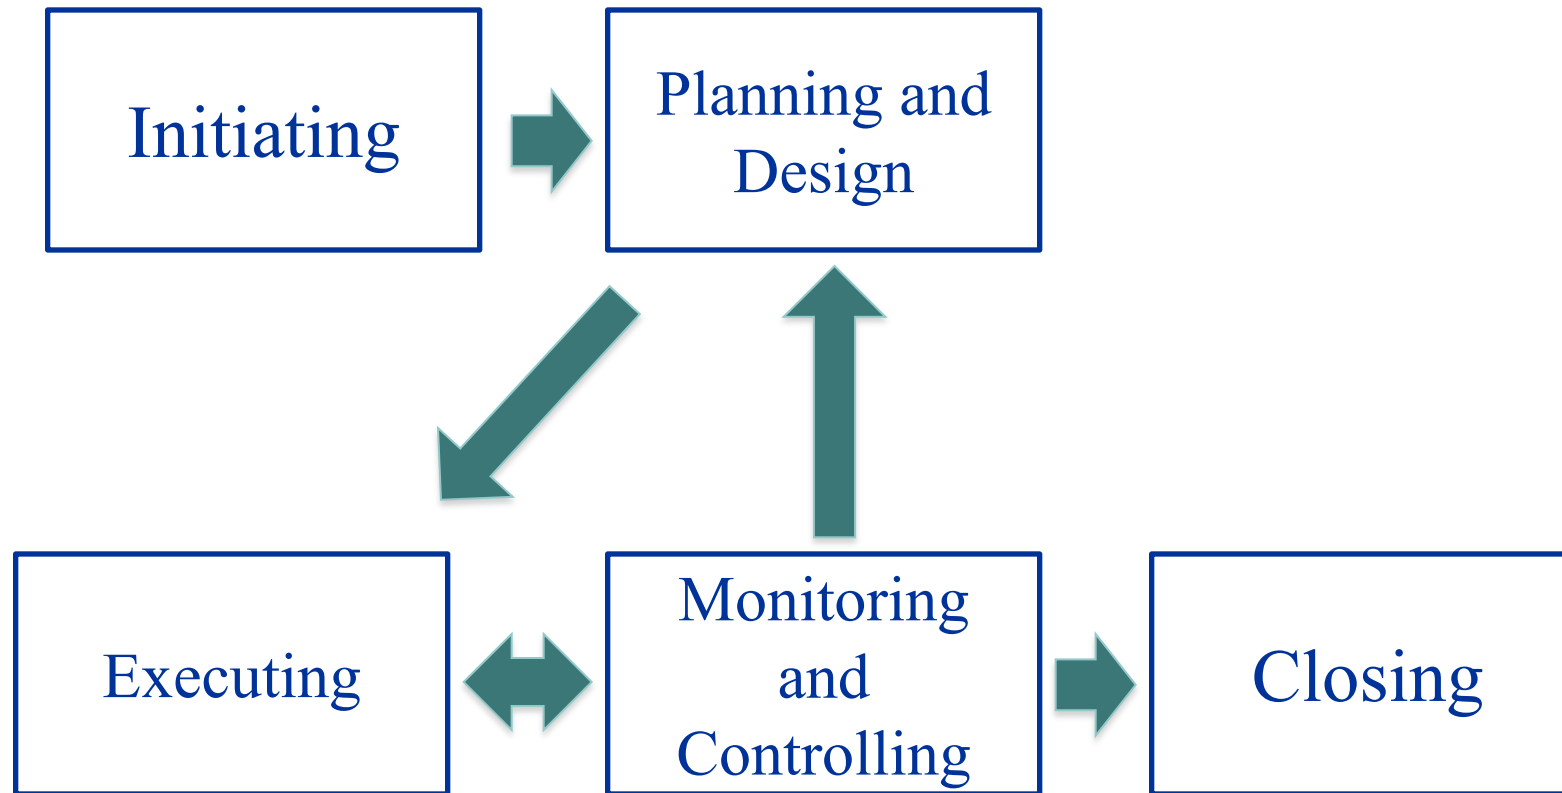 Initiating
Planning and
Design
Executing
Monitoring
and
Controlling
Closing